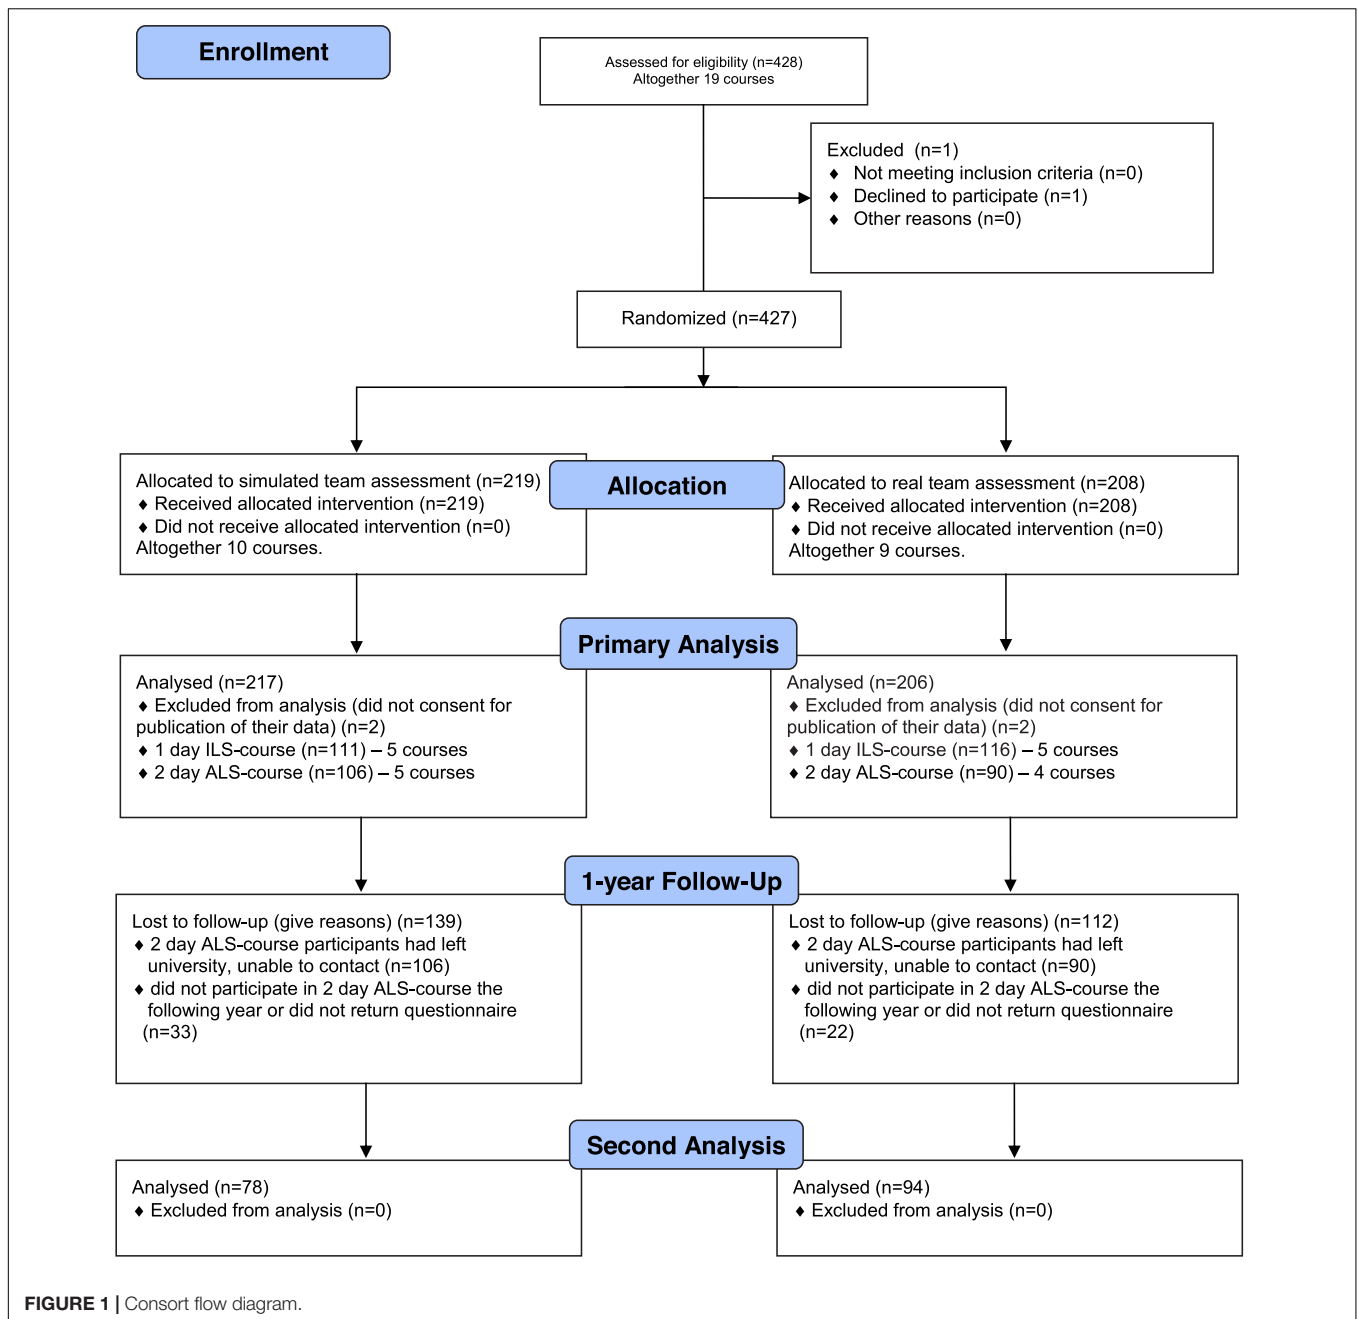 Enrollment
Assessed for eligibility (n=428)
Altogether 19 courses
Excluded (n=1)
♦ Not meeting inclusion criteria (n=0)
♦ Declined to participate (n=1)
♦ Other reasons (n=0)
Randomized (n=427)
Allocation
Allocated to simulated team assessment (n=219)
♦ Received allocated intervention (n=219)
♦ Did not receive allocated intervention (n=0)
Altogether 10 courses.
Allocated to real team assessment (n=208)
♦ Received allocated intervention (n=208)
♦ Did not receive allocated intervention (n=0)
Altogether 9 courses.
Primary Analysis
Analysed (n=217)
♦ Excluded from analysis (did not consent for
publication of their data) (n=2)
♦ 1 day ILS-course (n=111) – 5 courses
♦ 2 day ALS-course (n=106) – 5 courses
Analysed (n=206)
♦ Excluded from analysis (did not consent for
publication of their data) (n=2)
♦ 1 day ILS-course (n=116) – 5 courses
♦ 2 day ALS-course (n=90) – 4 courses
1-year Follow-Up
Lost to follow-up (give reasons) (n=139)
♦ 2 day ALS-course participants had left
university, unable to contact (n=106)
♦ did not participate in 2 day ALS-course the
following year or did not return questionnaire
(n=33)
Lost to follow-up (give reasons) (n=112)
♦ 2 day ALS-course participants had left
university, unable to contact (n=90)
♦ did not participate in 2 day ALS-course the
following year or did not return questionnaire
(n=22)
Second Analysis
Analysed (n=78)
♦ Excluded from analysis (n=0)
Analysed (n=94)
♦ Excluded from analysis (n=0)
FIGURE 1 | Consort flow diagram.